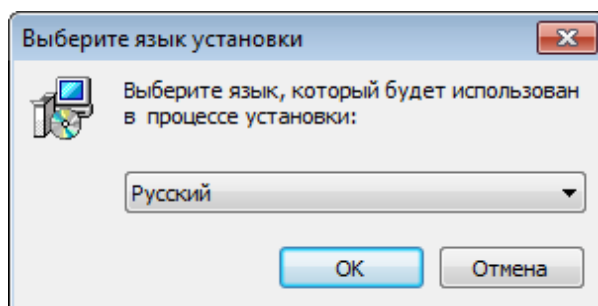 Выберите язык установки
Выберите язык, который будет использован
в процессе установки:
Русский
OK
Отмена